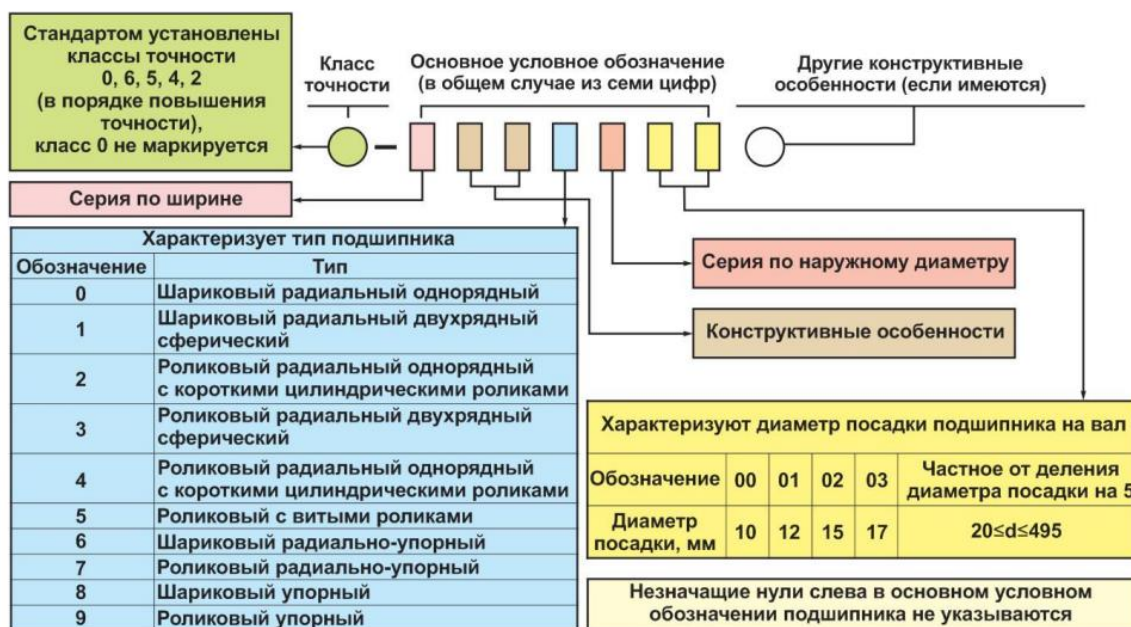 Стандартом установлены
классы точности
0, 6, 5, 4, 2
(в порядке повышения
точности),
класс 0 не маркируется
Класс
точности
Основное условное обозначение
(в общем случае из семи цифр)
Другие конструктивные
особенности (если имеются)
Серия по ширине
Характеризует тип подшипника
Обозначение Тип
0 Шариковый радиальный однорядный
1 Шариковый радиальный двухрядный
сферический
2 Роликовый радиальный однорядный
с короткими цилиндрическими роликами
3 Роликовый радиальный двухрядный
сферический
4 Роликовый радиальный однорядный
с короткими цилиндрическими роликами
5 Роликовый с витыми роликами
6 Шариковый радиально-упорный
7 Роликовый радиально-упорный
8 Шариковый упорный
9 Роликовый упорный
Серия по наружному диаметру
Конструктивные особенности
Характеризуют диаметр посадки подшипника на вал
Обозначение 00 01 02 03 Частное от деления
диаметра посадки на 5
Диаметр
посадки, мм 10 12 15 17 20≤d≤495
Незначащие нули слева в основном условном
обозначении подшипника не указываются